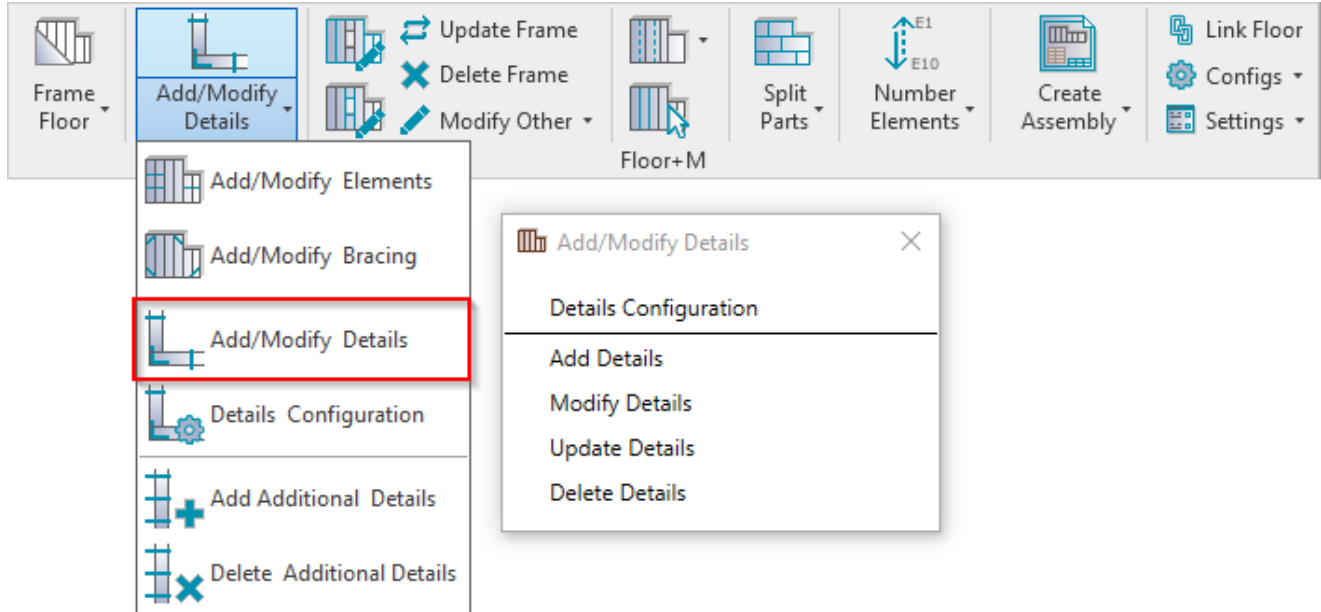 Frame
Floor
Add/Modify
Details
Update Frame
Delete Frame
Modify Other
Split
Parts
E1
E10
Number
Elements
Create
Assembly
Link Floor
Configs
Settings
Floor+M
Add/Modify Elements
Add/Modify Bracing
Add/Modify Details
Details Configuration
Add Additional Details
Delete Additional Details
Add/Modify Details
Details Configuration
Add Details
Modify Details
Update Details
Delete Details